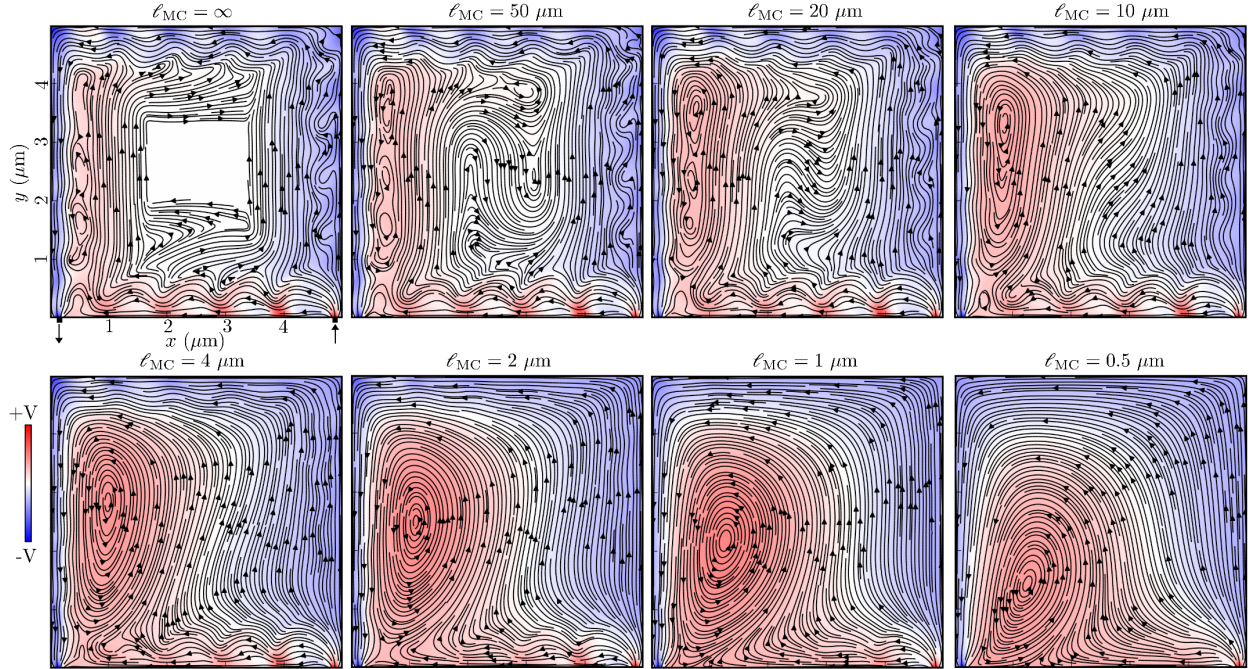 ℓ_MC = ∞
ℓ_MC = 50 μm
ℓ_MC = 20 μm
ℓ_MC = 10 μm
4
3
2
1
y (μm)
1 2 3 4
x (μm)
ℓ_MC = 4 μm
ℓ_MC = 2 μm
ℓ_MC = 1 μm
ℓ_MC = 0.5 μm
+V
-V